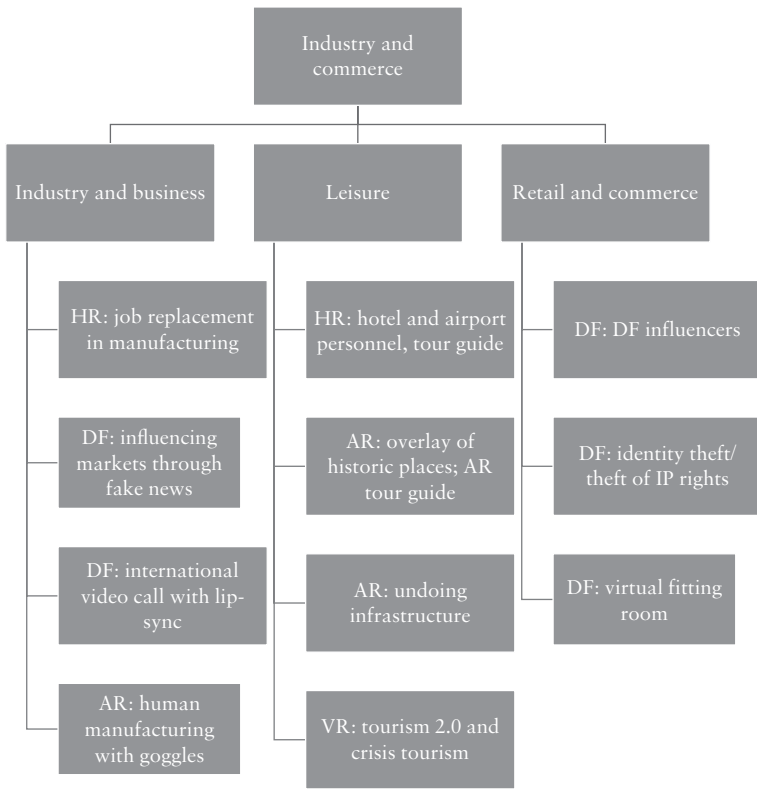 Industry and
commerce
Industry and business
Leisure
Retail and commerce
HR: job replacement
in manufacturing
DF: influencing
markets through
fake news
DF: international
video call with lip-
sync
AR: human
manufacturing
with goggles
HR: hotel and airport
personnel, tour guide
AR: overlay of
historic places; AR
tour guide
AR: undoing
infrastructure
VR: tourism 2.0 and
crisis tourism
DF: DF influencers
DF: identity theft/
theft of IP rights
DF: virtual fitting
room